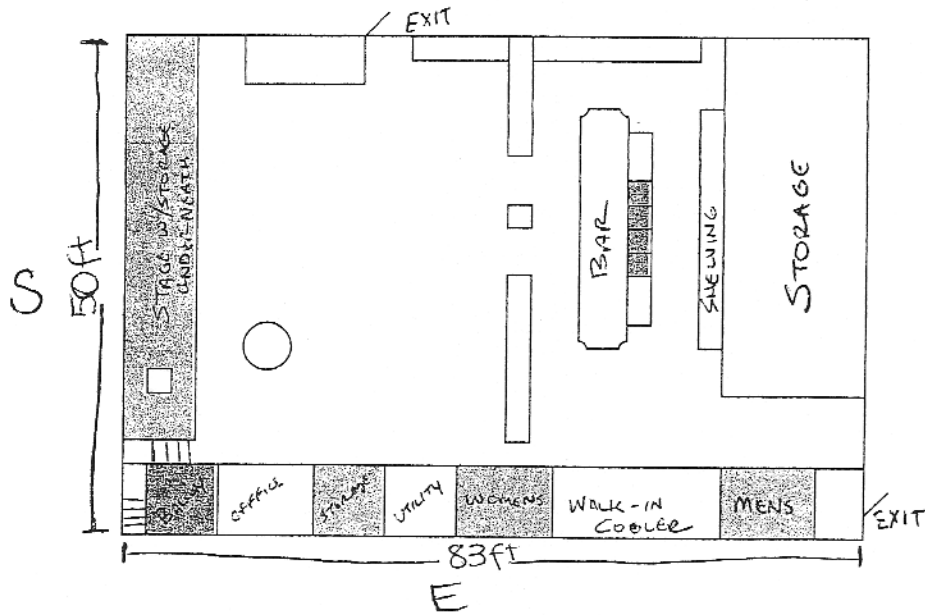 EXIT
S
50ft
STAGE W/STORAGE
UNDERNEATH
BAR
SHELVING
STORAGE
OFFICE
STORAGE
UTILITY
WOMENS
WALK-IN
COOLER
MENS
EXIT
83ft
E